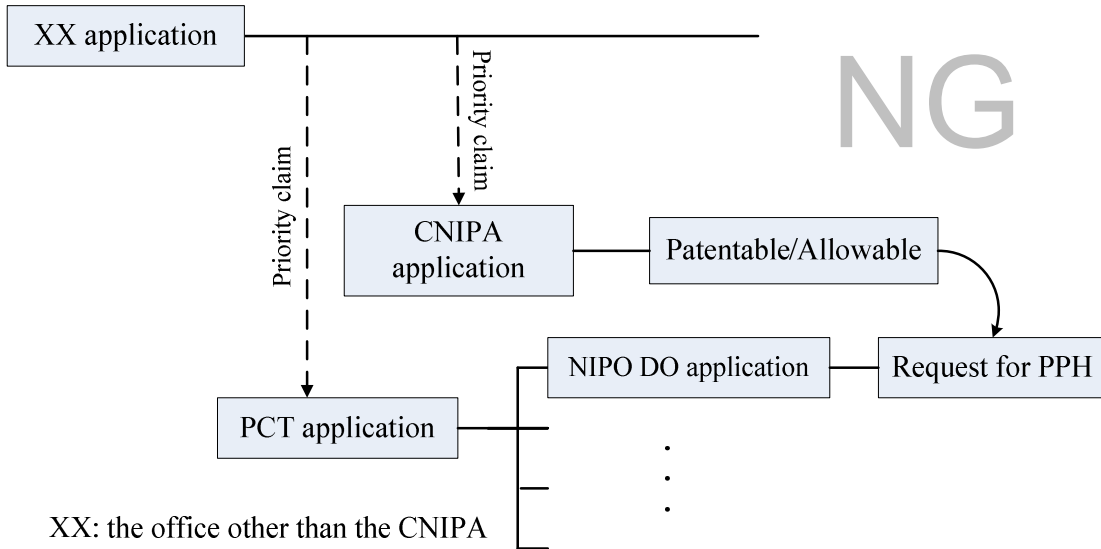 XX application
NG
Priority claim
Priority claim
CNIPA
application
Patentable/Allowable
NIPO DO application
Request for PPH
PCT application
XX: the office other than the CNIPA